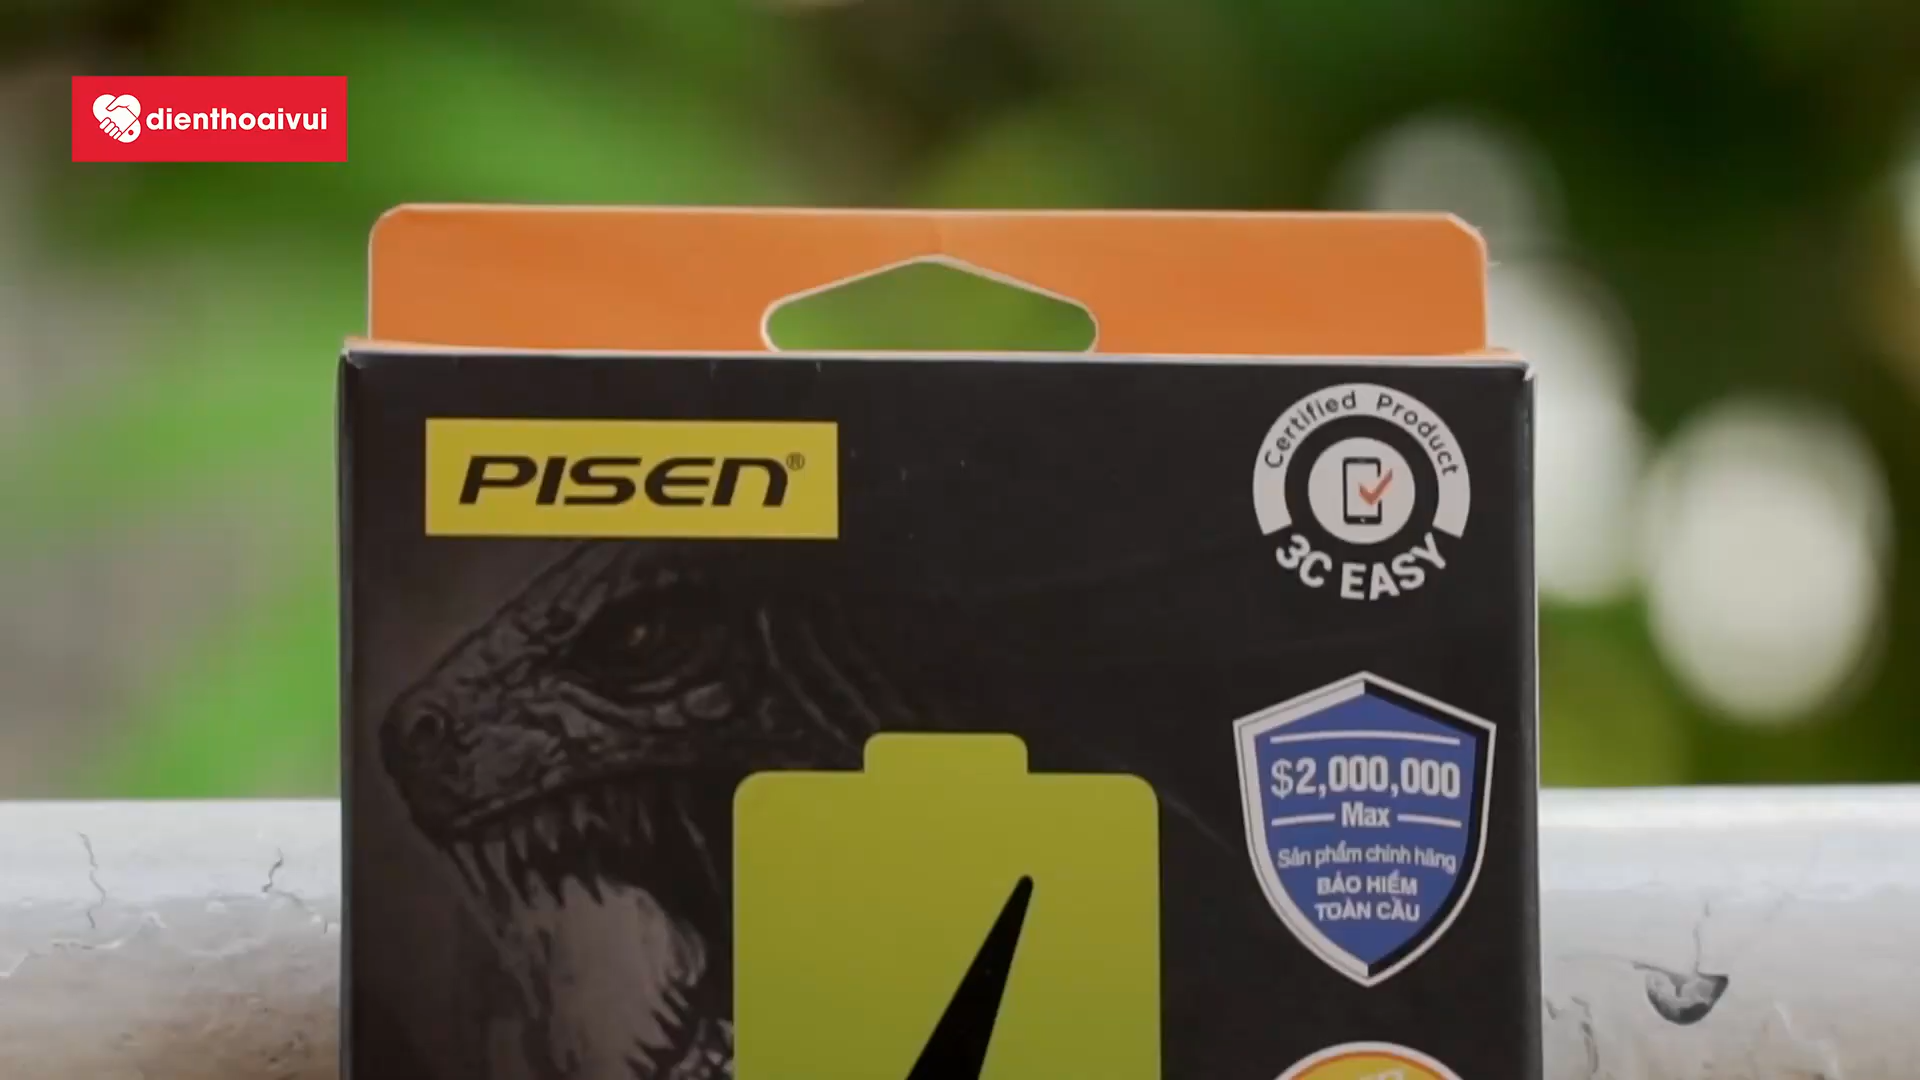 dienthoaivui
PISEN®
Certified Product
3C EASY
$2,000,000
Max
Sản phẩm chính hãng
BẢO HIỂM
TOÀN CẦU